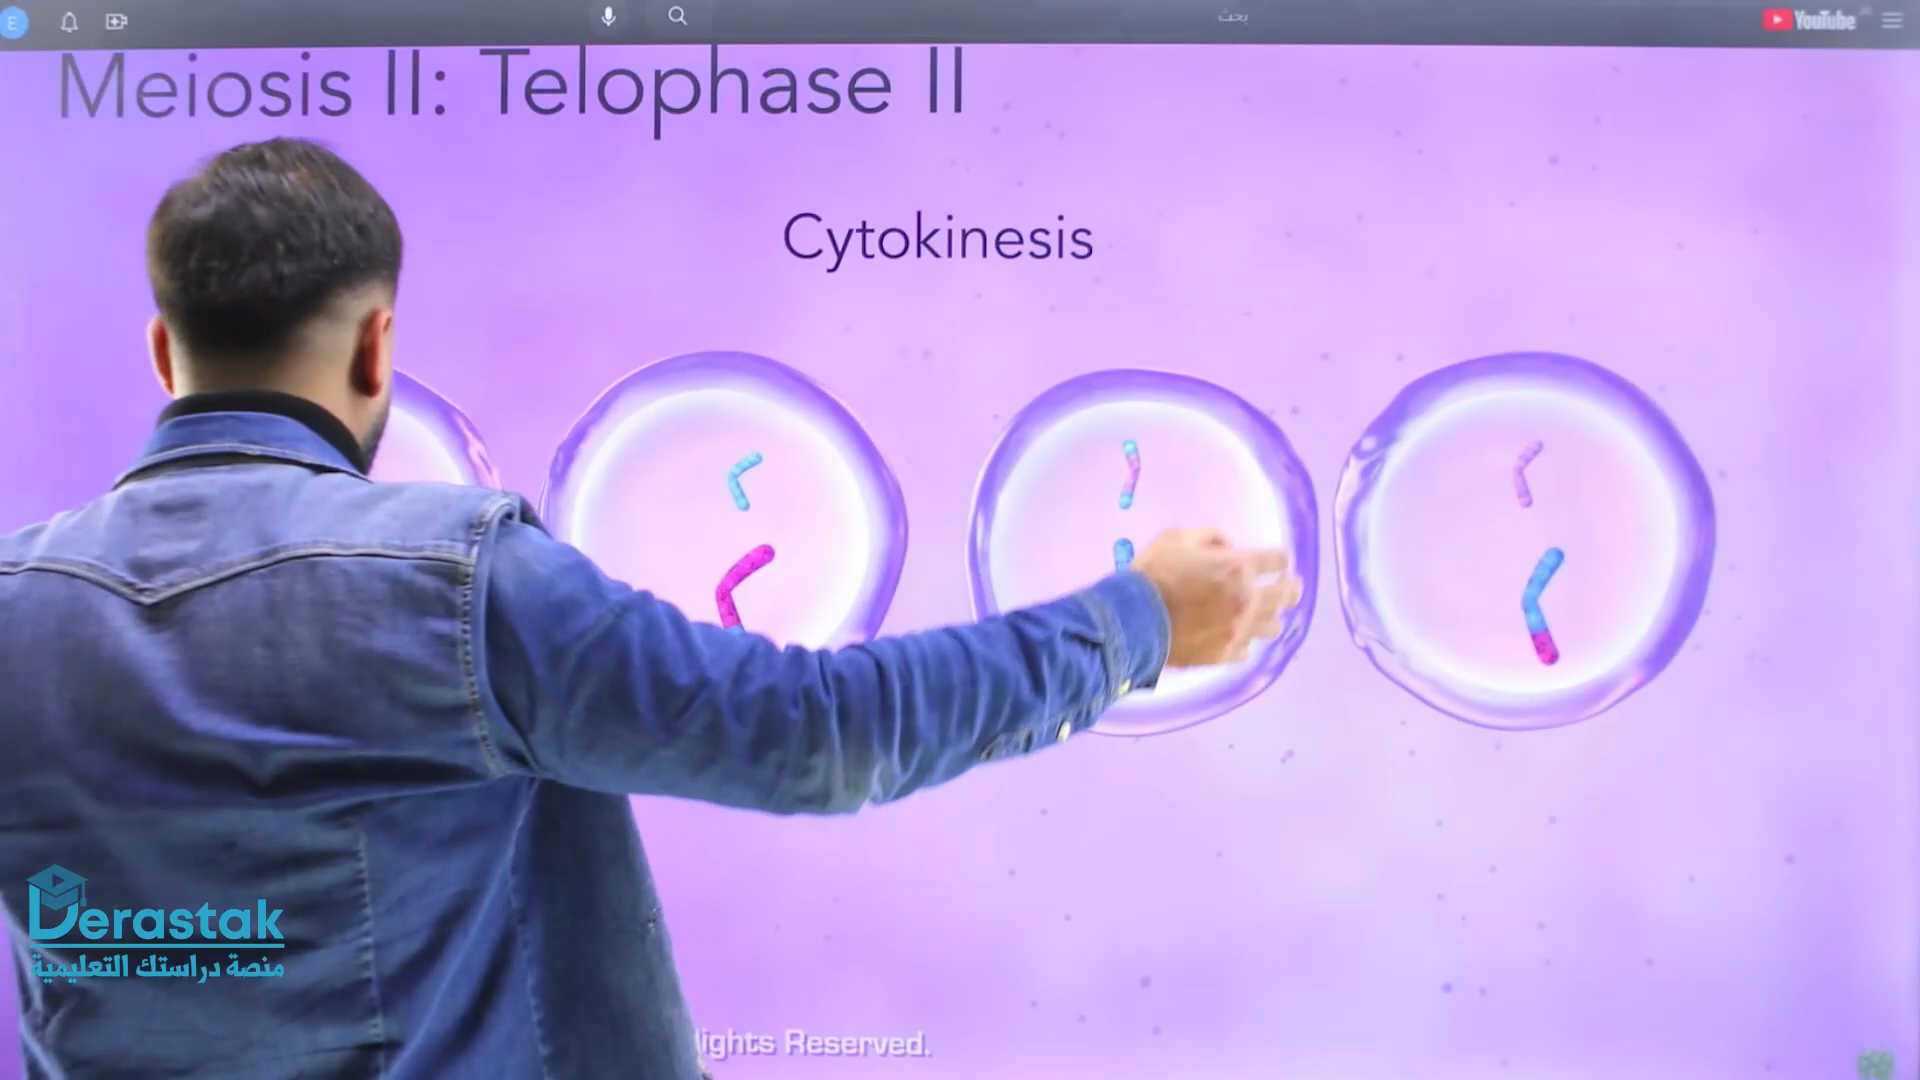 E
بحث
YouTube
Meiosis II: Telophase II
Cytokinesis
Derastak
منصة دراستك التعليمية
ights Reserved.